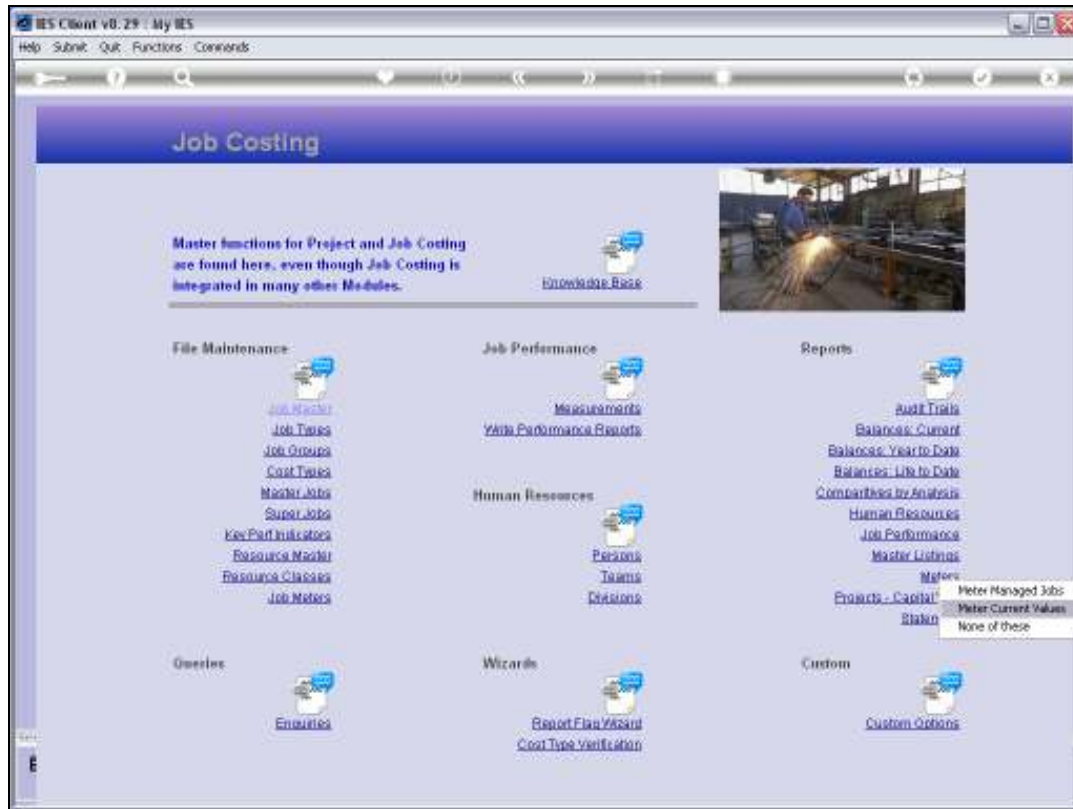 IES Client v8.29 : My IES
Help Submit Quit Functions Commands
Job Costing
Master functions for Project and Job Costing
are found here, even though Job Costing is
integrated in many other Modules.
Knowledge Base
File Maintenance
Job Master
Job Types
Job Groups
Cost Types
Master Jobs
Super Jobs
Key Perf Indicators
Resource Master
Resource Classes
Job Meters
Job Performance
Measurements
Write Performance Reports
Human Resources
Persons
Teams
Divisions
Reports
Audit Trails
Balances: Current
Balances: Year to Date
Balances: Life to Date
Comparitives by Analysis
Human Resources
Job Performance
Master Listings
Meters
Projects - Capital
Meter Managed Jobs
Meter Current Values
None of these
Queries
Enquiries
Wizards
Report Flag Wizard
Cost Type Verification
Custom
Custom Options